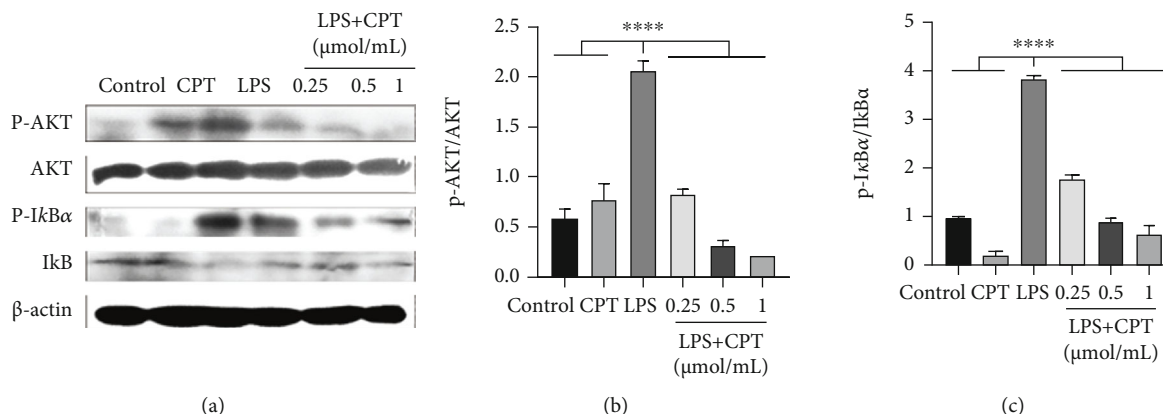 LPS+CPT
(μmol/mL)
Control CPT LPS 0.25 0.5 1
P-AKT
AKT
P-IkBα
IkB
β-actin
(a)
****
p-AKT/AKT
2.5
2.0
1.5
1.0
0.5
0.0
Control CPT LPS 0.25 0.5 1
LPS+CPT
(μmol/mL)
(b)
****
p-IκBα/IkBα
5
4
3
2
1
0
Control CPT LPS 0.25 0.5 1
LPS+CPT
(μmol/mL)
(c)